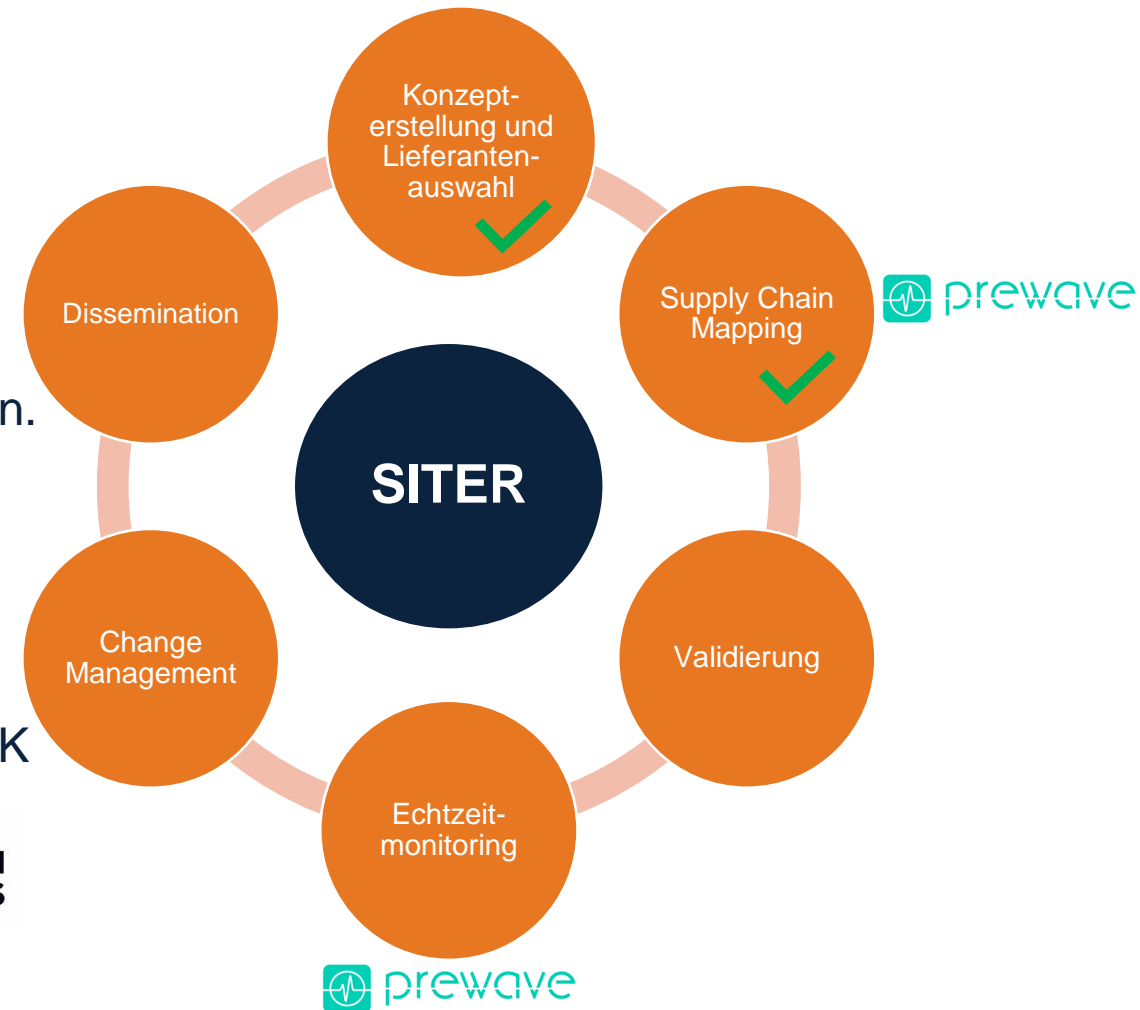 Konzept-
erstellung und
Lieferanten-
auswahl
Supply Chain
Mapping
prewave
Dissemination
n.
SITER
Change
Management
Validierung
K
Echtzeit-
monitoring
S
prewave